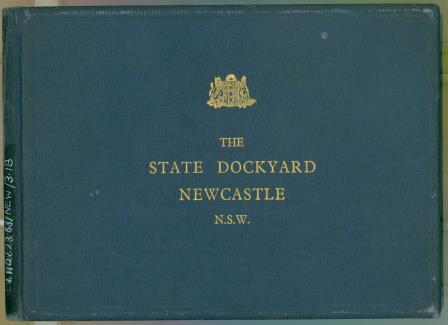 THE
STATE DOCKYARD
NEWCASTLE
N.S.W.